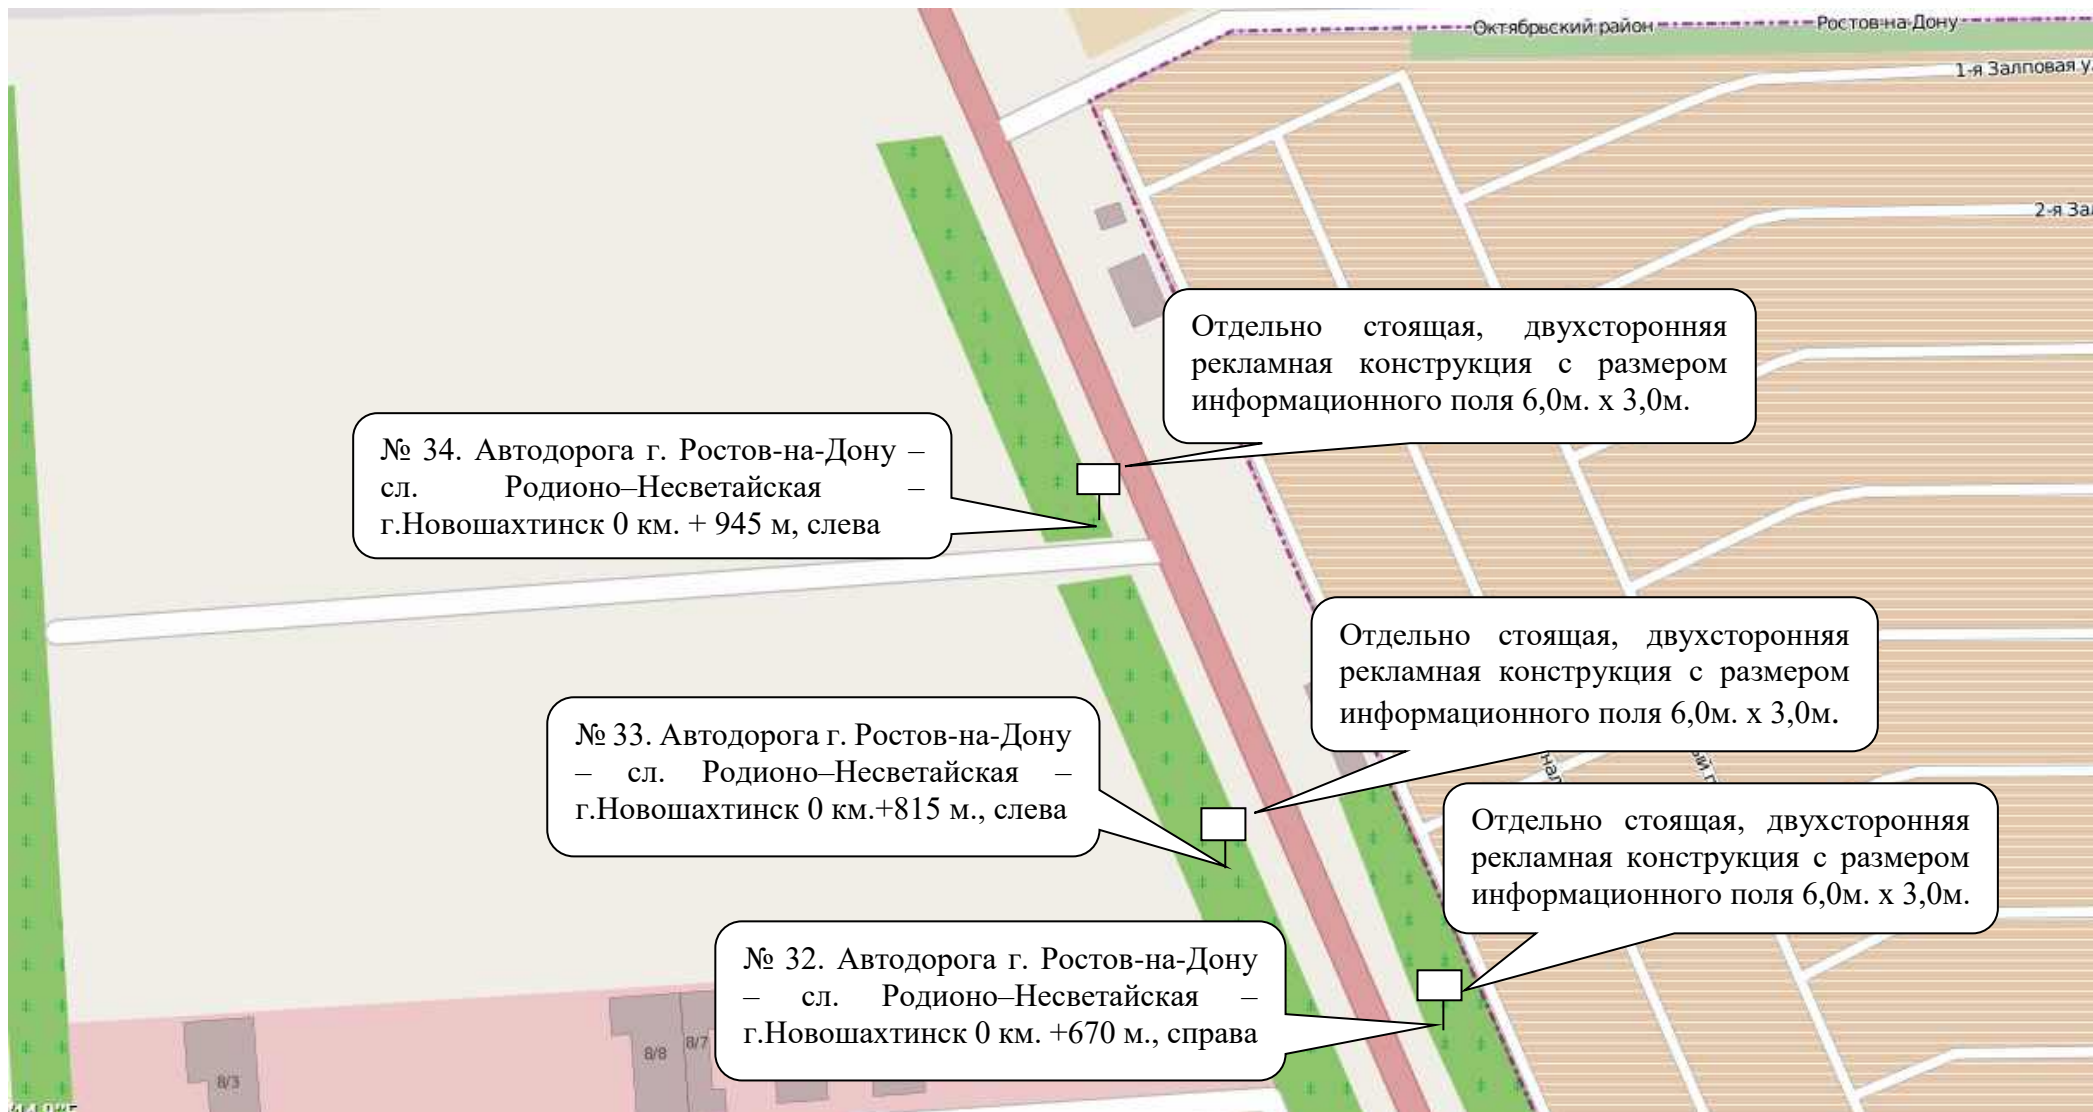 Октябрьский район
Ростов-на-Дону
1-я Залповая у
2-я За
Отдельно стоящая, двухсторонняя
рекламная конструкция с размером
информационного поля 6,0м. х 3,0м.
№ 34. Автодорога г. Ростов-на-Дону –
сл. Родионо–Несветайская –
г.Новошахтинск 0 км. + 945 м, слева
Отдельно стоящая, двухсторонняя
рекламная конструкция с размером
информационного поля 6,0м. х 3,0м.
№ 33. Автодорога г. Ростов-на-Дону
– сл. Родионо–Несветайская –
г.Новошахтинск 0 км.+815 м., слева
Отдельно стоящая, двухсторонняя
рекламная конструкция с размером
информационного поля 6,0м. х 3,0м.
№ 32. Автодорога г. Ростов-на-Дону
– сл. Родионо–Несветайская –
г.Новошахтинск 0 км. +670 м., справа
8/8
8/7
8/3